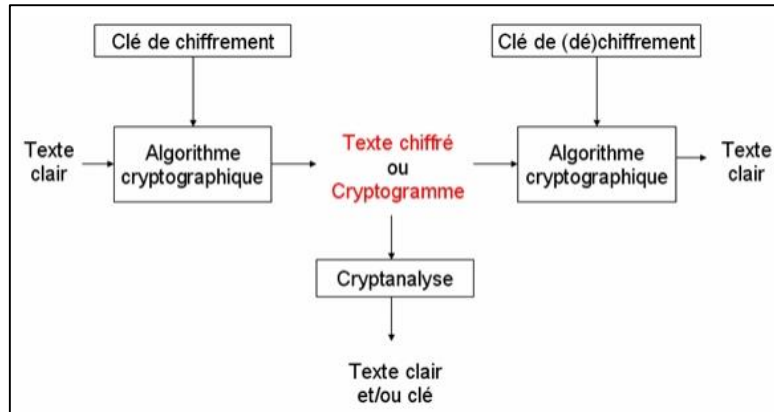 Clé de chiffrement
Clé de (dé)chiffrement
Texte
clair
Algorithme
cryptographique
Texte chiffré
ou
Cryptogramme
Algorithme
cryptographique
Texte
clair
Cryptanalyse
Texte clair
et/ou clé